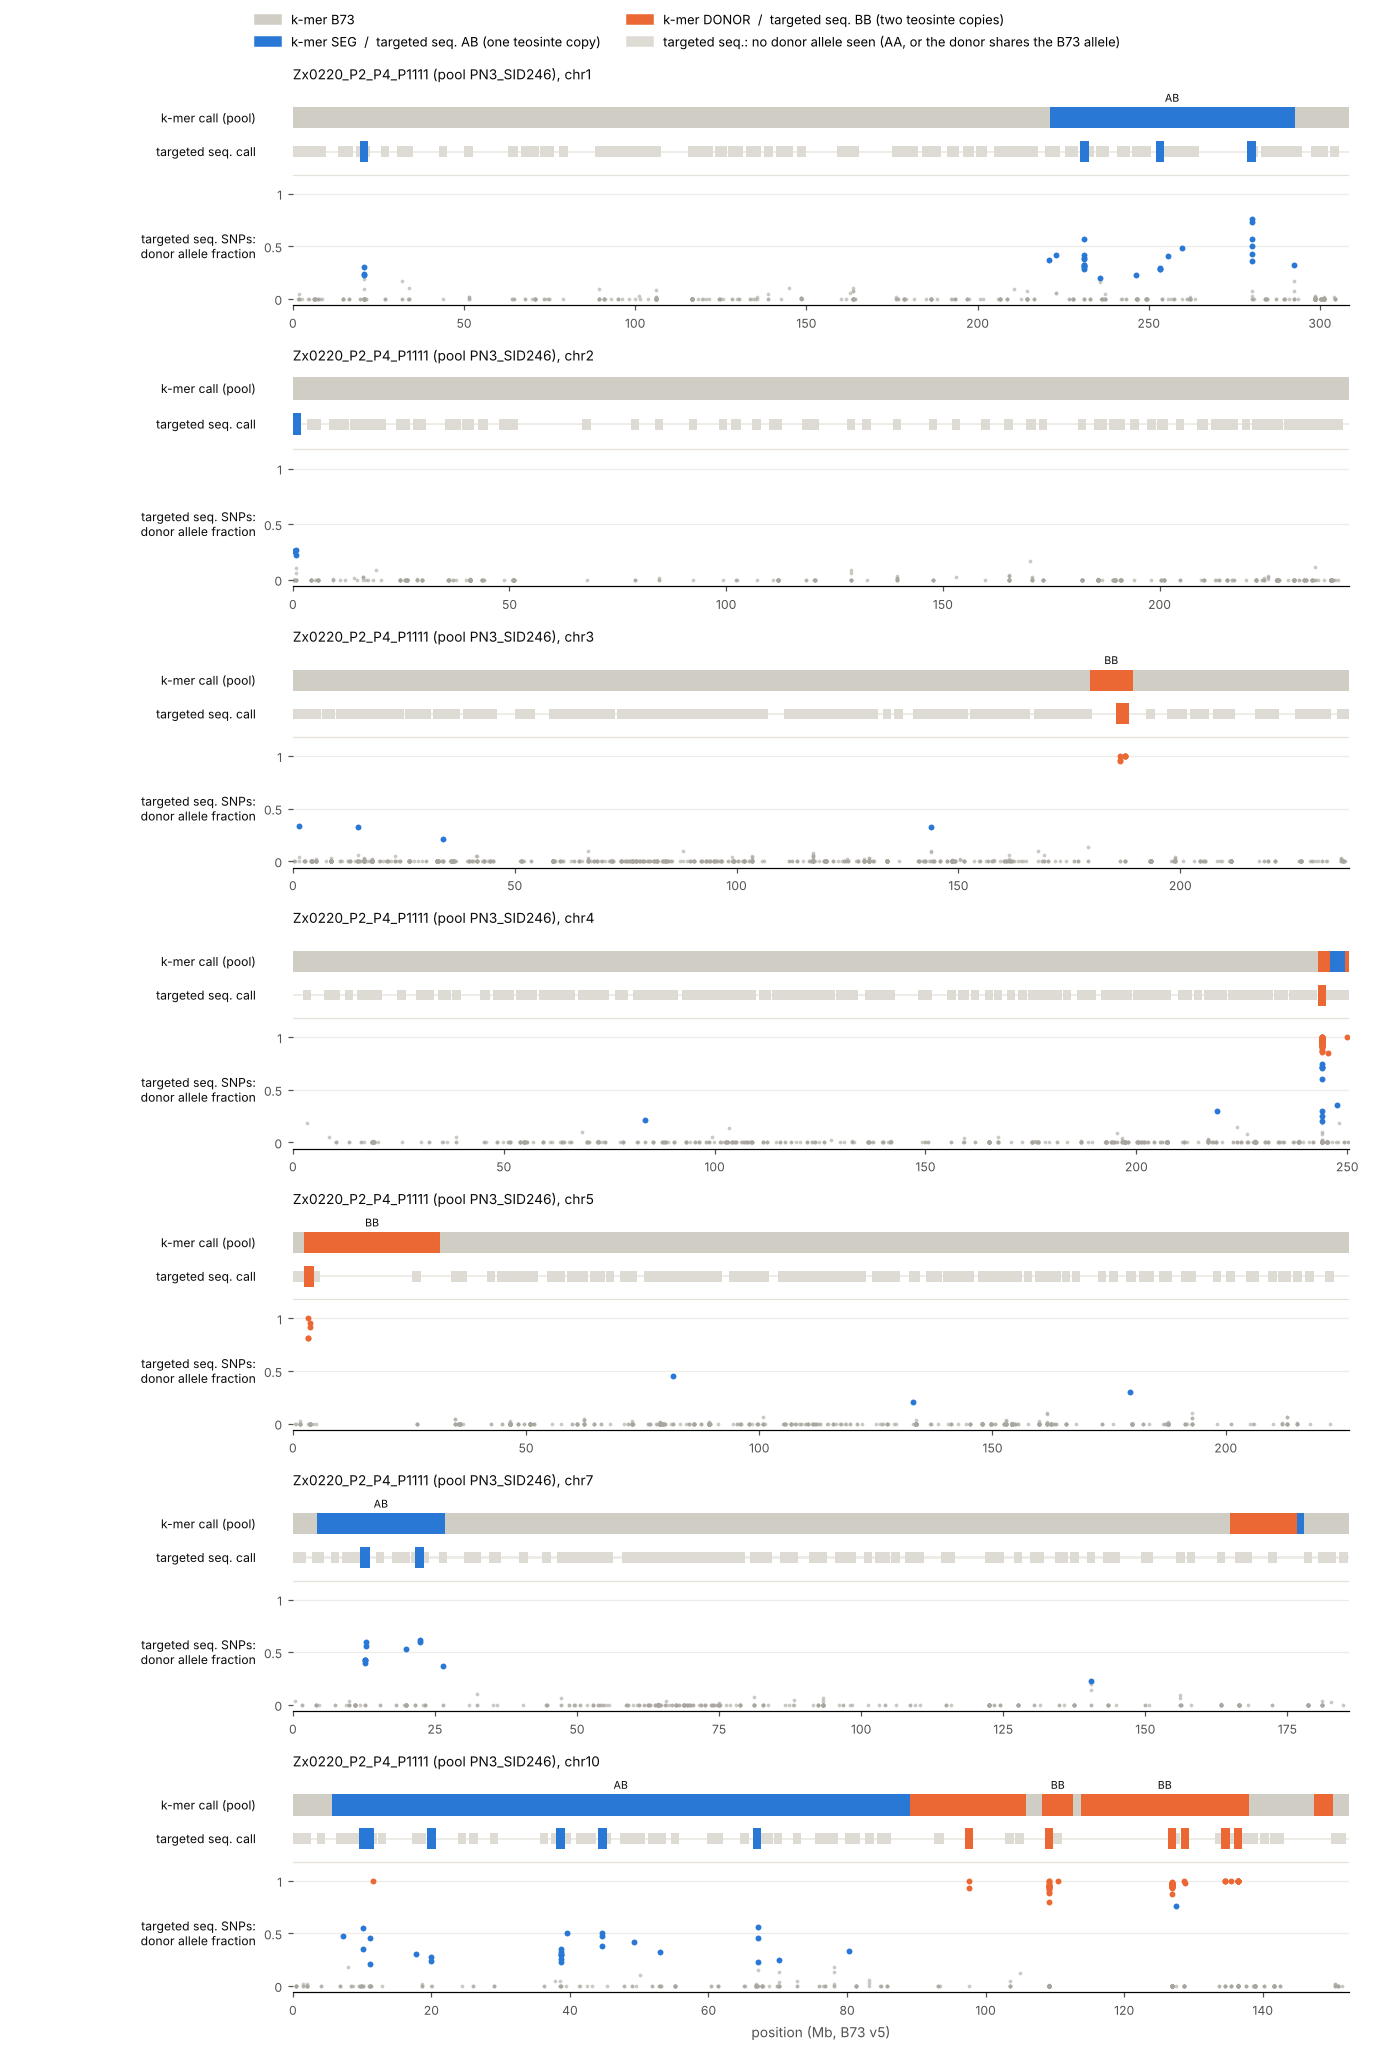 k-mer B73
k-mer DONOR / targeted seq. BB (two teosinte copies)
k-mer SEG / targeted seq. AB (one teosinte copy)
targeted seq.: no donor allele seen (AA, or the donor shares the B73 allele)
Zx0220_P2_P4_P1111 (pool PN3_SID246), chr1
AB
k-mer call (pool)
targeted seq. call
1
targeted seq. SNPs:
donor allele fraction
0.5
0
0 50 100 150 200 250 300
Zx0220_P2_P4_P1111 (pool PN3_SID246), chr2
k-mer call (pool)
targeted seq. call
1
targeted seq. SNPs:
donor allele fraction
0.5
0
0 50 100 150 200
Zx0220_P2_P4_P1111 (pool PN3_SID246), chr3
BB
k-mer call (pool)
targeted seq. call
1
targeted seq. SNPs:
donor allele fraction
0.5
0
0 50 100 150 200
Zx0220_P2_P4_P1111 (pool PN3_SID246), chr4
k-mer call (pool)
targeted seq. call
1
targeted seq. SNPs:
donor allele fraction
0.5
0
0 50 100 150 200 250
Zx0220_P2_P4_P1111 (pool PN3_SID246), chr5
BB
k-mer call (pool)
targeted seq. call
1
targeted seq. SNPs:
donor allele fraction
0.5
0
0 50 100 150 200
Zx0220_P2_P4_P1111 (pool PN3_SID246), chr7
AB
k-mer call (pool)
targeted seq. call
1
targeted seq. SNPs:
donor allele fraction
0.5
0
0 25 50 75 100 125 150 175
Zx0220_P2_P4_P1111 (pool PN3_SID246), chr10
AB BB BB
k-mer call (pool)
targeted seq. call
1
targeted seq. SNPs:
donor allele fraction
0.5
0
0 20 40 60 80 100 120 140
position (Mb, B73 v5)